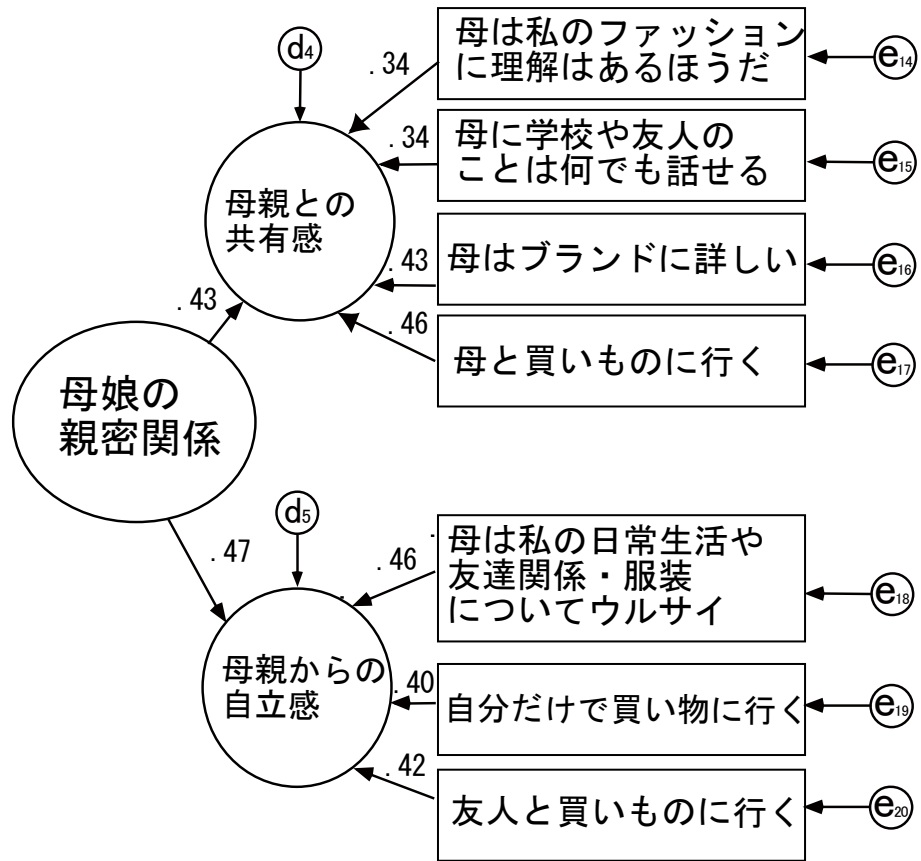 d4
.34
母は私のファッション
に理解はあるほうだ
e14
.34
母に学校や友人の
ことは何でも話せる
e15
母親との
共有感
.43
母はブランドに詳しい
e16
.43
.46
母と買いものに行く
e17
母娘の
親密関係
d5
.47
.46
母は私の日常生活や
友達関係・服装
についてウルサイ
e18
母親からの
自立感
.40
自分だけで買い物に行く
e19
.42
友人と買いものに行く
e20